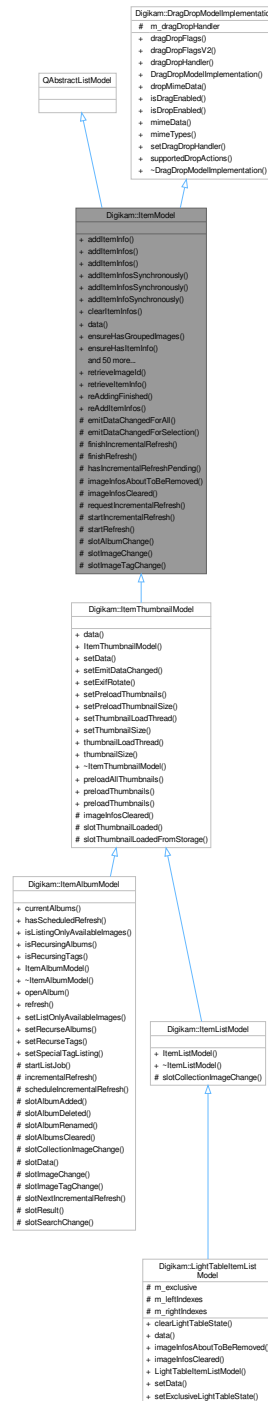 Digikam::DragDropModelImplementation
# m_dragDropHandler
+ dragDropFlags()
+ dragDropFlagsV2()
+ dragDropHandler()
+ DragDropModelImplementation()
+ dropMimeData()
+ isDragEnabled()
+ isDropEnabled()
+ mimeData()
+ mimeTypes()
+ setDragDropHandler()
+ supportedDropActions()
+ ~DragDropModelImplementation()
QAbstractListModel
Digikam::ItemModel
+ addItemInfo()
+ addItemInfos()
+ addItemInfos()
+ addItemInfosSynchronously()
+ addItemInfosSynchronously()
+ addItemInfoSynchronously()
+ clearItemInfos()
+ data()
+ ensureHasGroupedImages()
+ ensureHasItemInfo()
and 50 more...
+ retrieveImageId()
+ retrieveItemInfo()
+ reAddingFinished()
+ reAddItemInfos()
# emitDataChangedForAll()
# emitDataChangedForSelection()
# finishIncrementalRefresh()
# finishRefresh()
# hasIncrementalRefreshPending()
# imageInfosAboutToBeRemoved()
# imageInfosCleared()
# requestIncrementalRefresh()
# startIncrementalRefresh()
# startRefresh()
# slotAlbumChange()
# slotImageChange()
# slotImageTagChange()
Digikam::ItemThumbnailModel
+ data()
+ ItemThumbnailModel()
+ setData()
+ setEmitDataChanged()
+ setExifRotate()
+ setPreloadThumbnails()
+ setPreloadThumbnailSize()
+ setThumbnailLoadThread()
+ setThumbnailSize()
+ thumbnailLoadThread()
+ thumbnailSize()
+ ~ItemThumbnailModel()
+ preloadAllThumbnails()
+ preloadThumbnails()
+ preloadThumbnails()
# imageInfosCleared()
# slotThumbnailLoaded()
# slotThumbnailLoadedFromStorage()
Digikam::ItemAlbumModel
+ currentAlbums()
+ hasScheduledRefresh()
+ isListingOnlyAvailableImages()
+ isRecursingAlbums()
+ isRecursingTags()
+ ItemAlbumModel()
+ ~ItemAlbumModel()
+ openAlbum()
+ refresh()
+ setListOnlyAvailableImages()
+ setRecurseAlbums()
+ setRecurseTags()
+ setSpecialTagListing()
# startListJob()
# incrementalRefresh()
# scheduleIncrementalRefresh()
# slotAlbumAdded()
# slotAlbumDeleted()
# slotAlbumRenamed()
# slotAlbumsCleared()
# slotCollectionImageChange()
# slotData()
# slotImageChange()
# slotImageTagChange()
# slotNextIncrementalRefresh()
# slotResult()
# slotSearchChange()
Digikam::ItemListModel
+ ItemListModel()
+ ~ItemListModel()
# slotCollectionImageChange()
Digikam::LightTableItemList
Model
# m_exclusive
# m_leftIndexes
# m_rightIndexes
+ clearLightTableState()
+ data()
+ imageInfosAboutToBeRemoved()
+ imageInfosCleared()
+ LightTableItemListModel()
+ setData()
+ setExclusiveLightTableState()